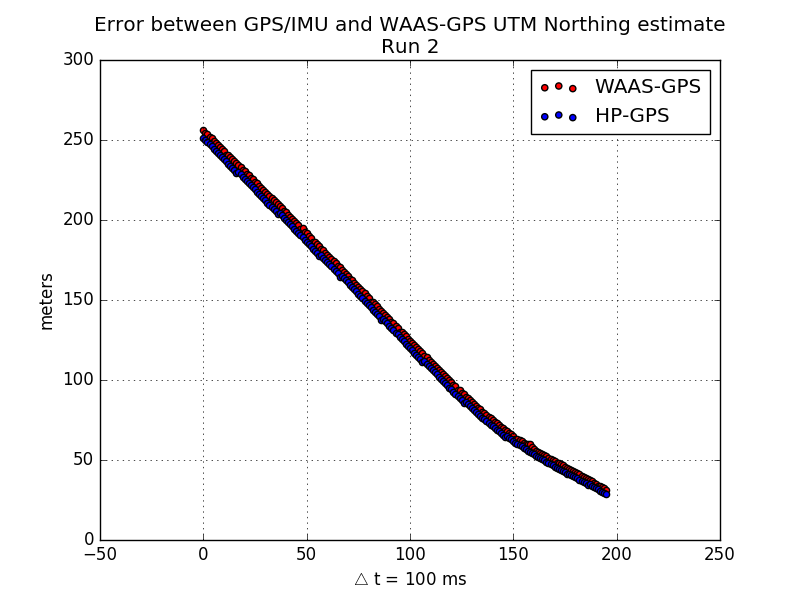 Error between GPS/IMU and WAAS-GPS UTM Northing estimate
Run 2
300
250
200
150
100
50
0
meters
WAAS-GPS
HP-GPS
−50
0
50
100
150
200
250
△ t = 100 ms